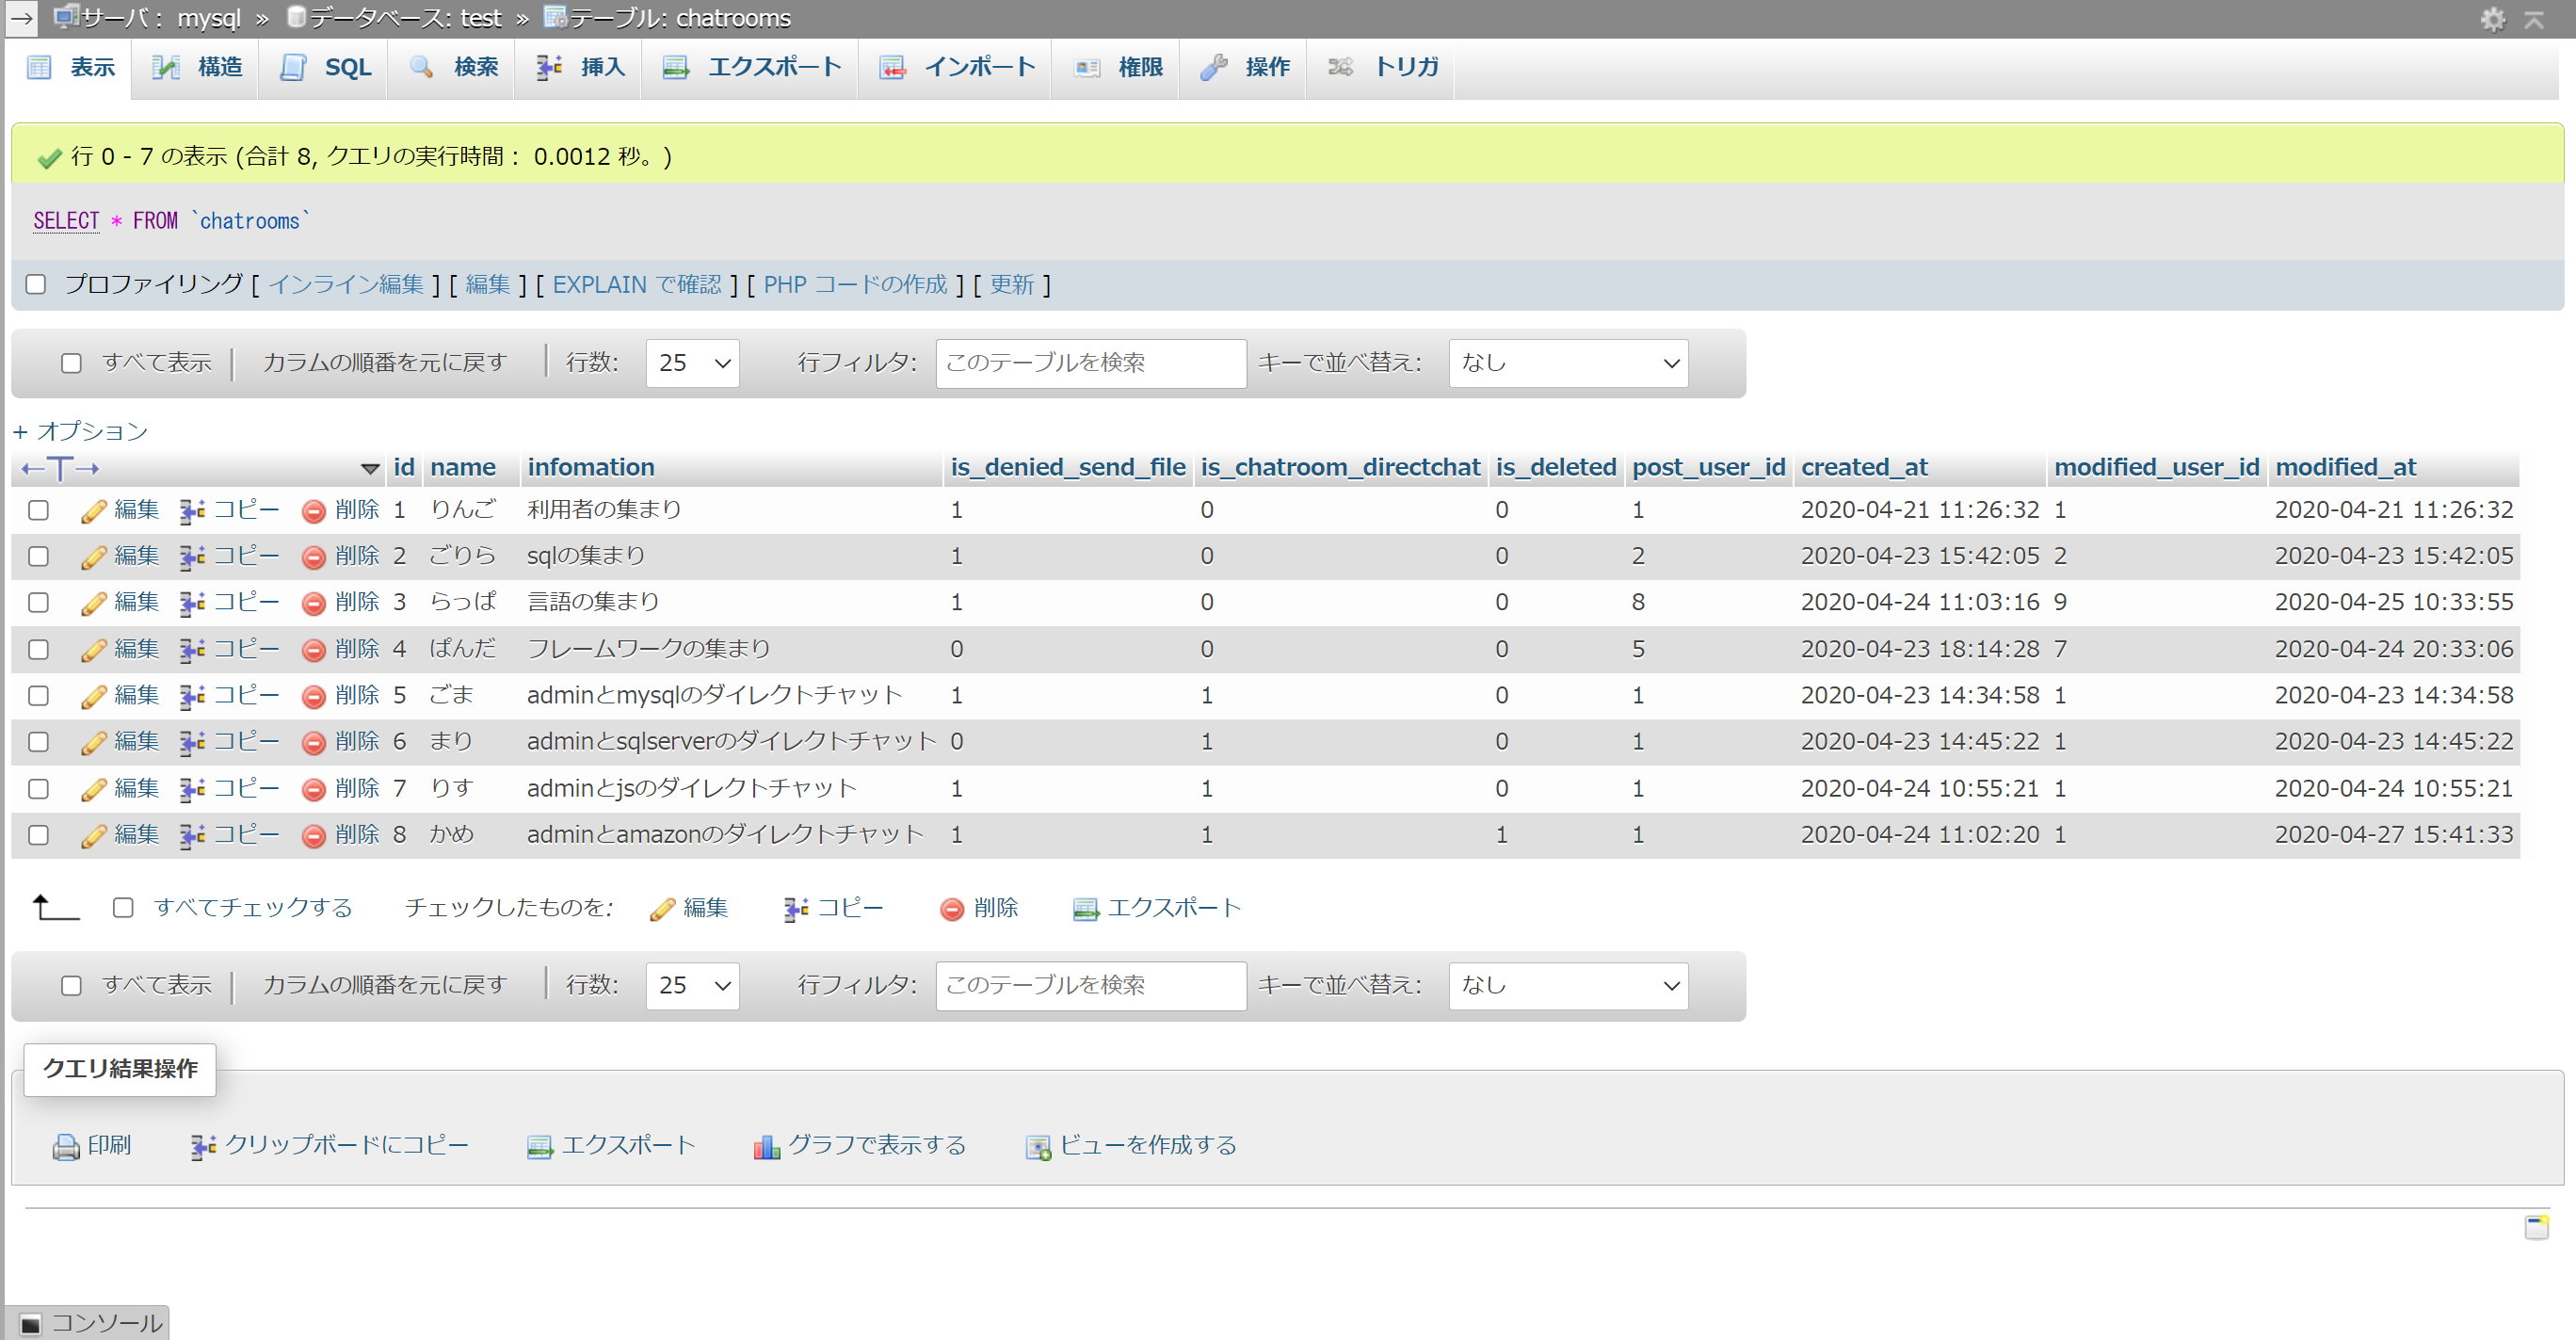 サーバ: mysql » データベース: test » テーブル: chatrooms
表示 構造 SQL 検索 挿入 エクスポート インポート 権限 操作 トリガ
行 0 - 7 の表示 (合計 8, クエリの実行時間: 0.0012 秒。)
SELECT * FROM `chatrooms`
プロファイリング [ インライン編集 ] [ 編集 ] [ EXPLAIN で確認 ] [ PHP コードの作成 ] [ 更新 ]
すべて表示 | カラムの順番を元に戻す | 行数: 25 行フィルタ: このテーブルを検索 キーで並べ替え: なし
+ オプション
←T→ id name infomation is_denied_send_file is_chatroom_directchat is_deleted post_user_id created_at modified_user_id modified_at
編集 コピー 削除 1 りんご 利用者の集まり 1 0 0 1 2020-04-21 11:26:32 1 2020-04-21 11:26:32
編集 コピー 削除 2 ごりら sqlの集まり 1 0 0 2 2020-04-23 15:42:05 2 2020-04-23 15:42:05
編集 コピー 削除 3 らっぱ 言語の集まり 1 0 0 8 2020-04-24 11:03:16 9 2020-04-25 10:33:55
編集 コピー 削除 4 ぱんだ フレームワークの集まり 0 0 0 5 2020-04-23 18:14:28 7 2020-04-24 20:33:06
編集 コピー 削除 5 ごま adminとmysqlのダイレクトチャット 1 1 0 1 2020-04-23 14:34:58 1 2020-04-23 14:34:58
編集 コピー 削除 6 まり adminとsqlserverのダイレクトチャット 0 1 0 1 2020-04-23 14:45:22 1 2020-04-23 14:45:22
編集 コピー 削除 7 りす adminとjsのダイレクトチャット 1 1 0 1 2020-04-24 10:55:21 1 2020-04-24 10:55:21
編集 コピー 削除 8 かめ adminとamazonのダイレクトチャット 1 1 1 1 2020-04-24 11:02:20 1 2020-04-27 15:41:33
すべてチェックする チェックしたものを: 編集 コピー 削除 エクスポート
すべて表示 | カラムの順番を元に戻す | 行数: 25 行フィルタ: このテーブルを検索 キーで並べ替え: なし
クエリ結果操作
印刷 クリップボードにコピー エクスポート グラフで表示する ビューを作成する
コンソール